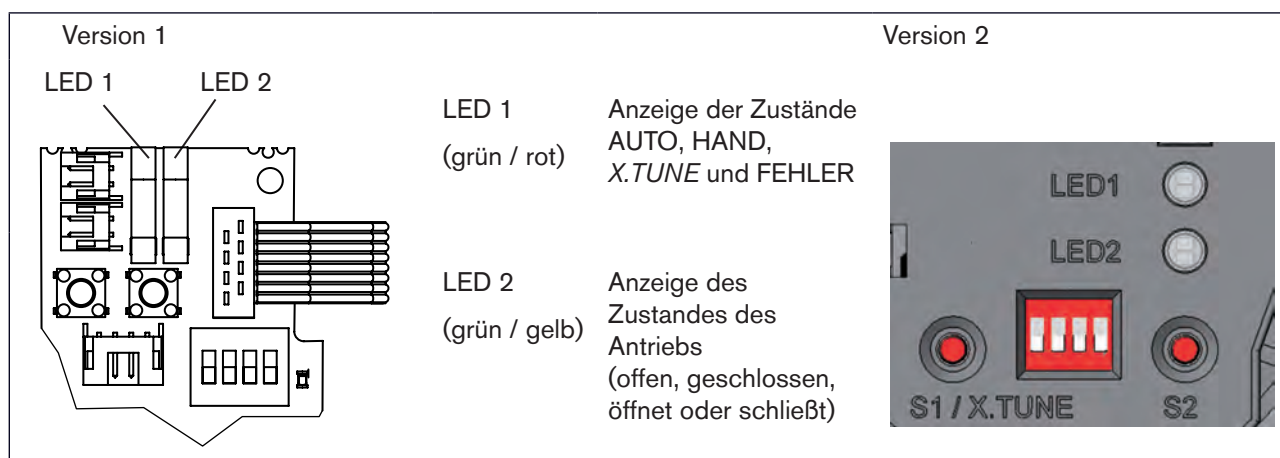 Version 1
LED 1
LED 2
LED 1
(grün / rot)
Anzeige der Zustände
AUTO, HAND,
X.TUNE und FEHLER
LED 2
(grün / gelb)
Anzeige des
Zustandes des
Antriebs
(offen, geschlossen,
öffnet oder schließt)
Version 2
LED1
LED2
S1 / X.TUNE
S2